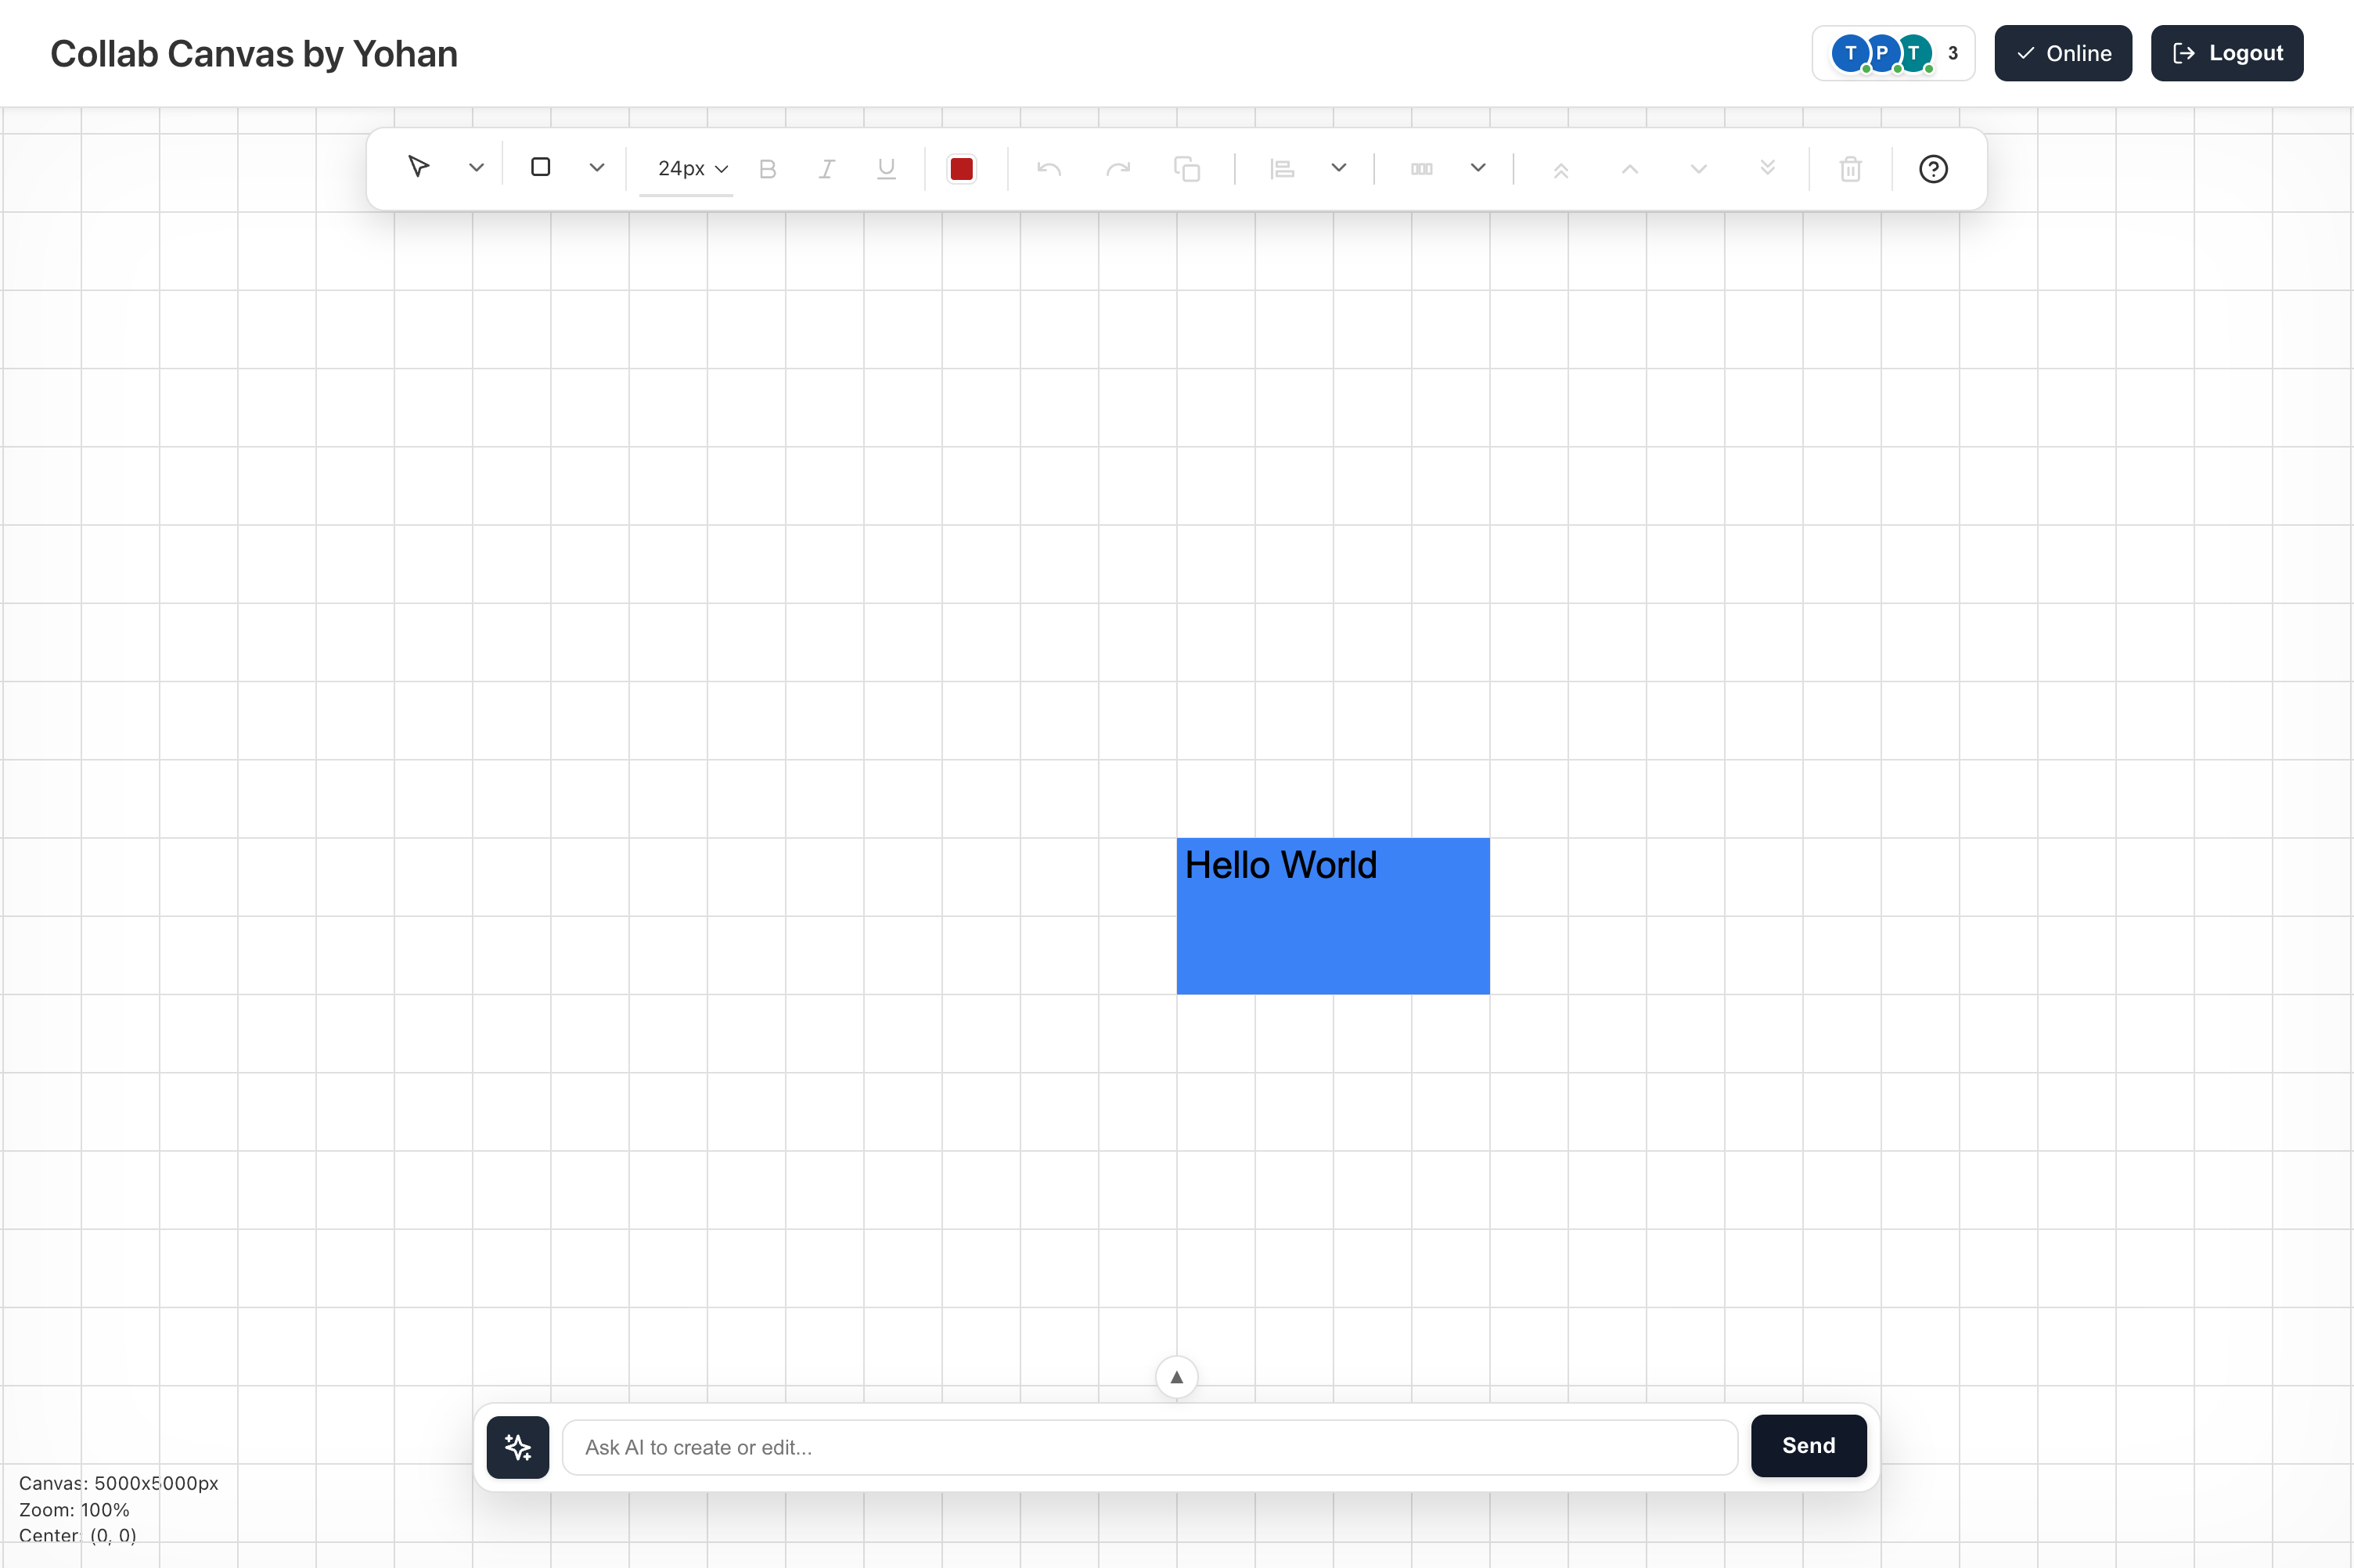 Collab Canvas by Yohan
T P T 3
Online
Logout
24px
Hello World
Ask AI to create or edit...
Send
Canvas: 5000x5000px
Zoom: 100%
Center: (0, 0)